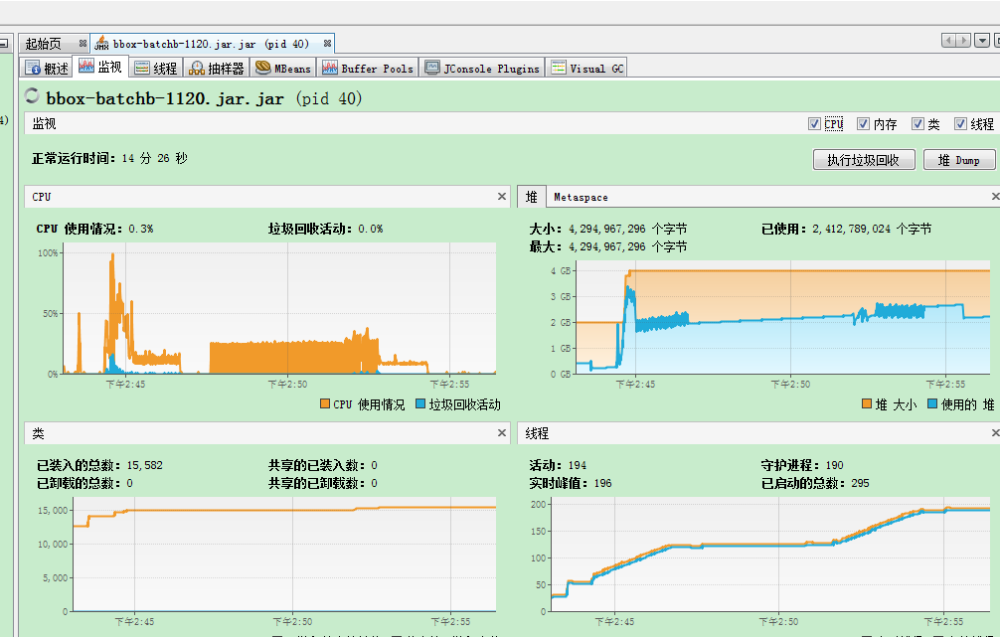 起始页
bbox-batchb-1120.jar.jar (pid 40)
概述 监视 线程 抽样器 MBeans Buffer Pools JConsole Plugins Visual GC
4)
bbox-batchb-1120.jar.jar (pid 40)
监视 CPU 内存 类 线程
正常运行时间: 14 分 26 秒
执行垃圾回收 堆 Dump
CPU
CPU 使用情况: 0.3% 垃圾回收活动: 0.0%
100%
50%
0%
下午2:45 下午2:50 下午2:55
CPU 使用情况 垃圾回收活动
堆 Metaspace
大小: 4,294,967,296 个字节 已使用: 2,412,789,024 个字节
最大: 4,294,967,296 个字节
4 GB
3 GB
2 GB
1 GB
0 GB
下午2:45 下午2:50 下午2:55
堆 大小 使用的 堆
类
已装入的总数: 15,582 共享的已装入数: 0
已卸载的总数: 0 共享的已卸载数: 0
15,000
10,000
5,000
0
下午2:45 下午2:50 下午2:55
线程
活动: 194 守护进程: 190
实时峰值: 196 已启动的总数: 295
200
150
100
50
0
下午2:45 下午2:50 下午2:55